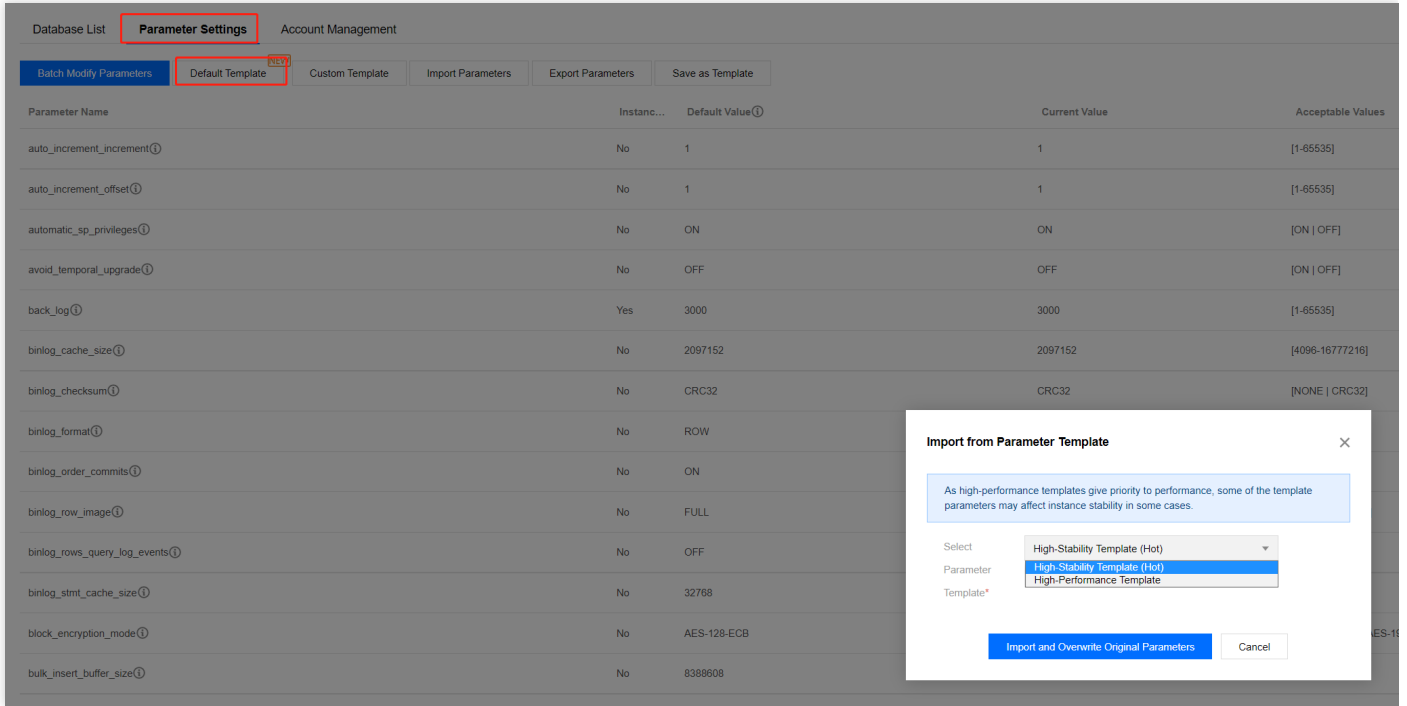 Database List Parameter Settings Account Management
NEW
Batch Modify Parameters Default Template Custom Template Import Parameters Export Parameters Save as Template
Parameter Name Instanc... Default Value Current Value Acceptable Values
auto_increment_increment No 1 1 [1-65535]
auto_increment_offset No 1 1 [1-65535]
automatic_sp_privileges No ON ON [ON | OFF]
avoid_temporal_upgrade No OFF OFF [ON | OFF]
back_log Yes 3000 3000 [1-65535]
binlog_cache_size No 2097152 2097152 [4096-16777216]
binlog_checksum No CRC32 CRC32 [NONE | CRC32]
binlog_format No ROW
binlog_order_commits No ON
binlog_row_image No FULL
binlog_rows_query_log_events No OFF
binlog_stmt_cache_size No 32768
block_encryption_mode No AES-128-ECB
bulk_insert_buffer_size No 8388608
Import from Parameter Template
As high-performance templates give priority to performance, some of the template
parameters may affect instance stability in some cases.
Select
Parameter
Template*
High-Stability Template (Hot)
High-Stability Template (Hot)
High-Performance Template
Import and Overwrite Original Parameters Cancel